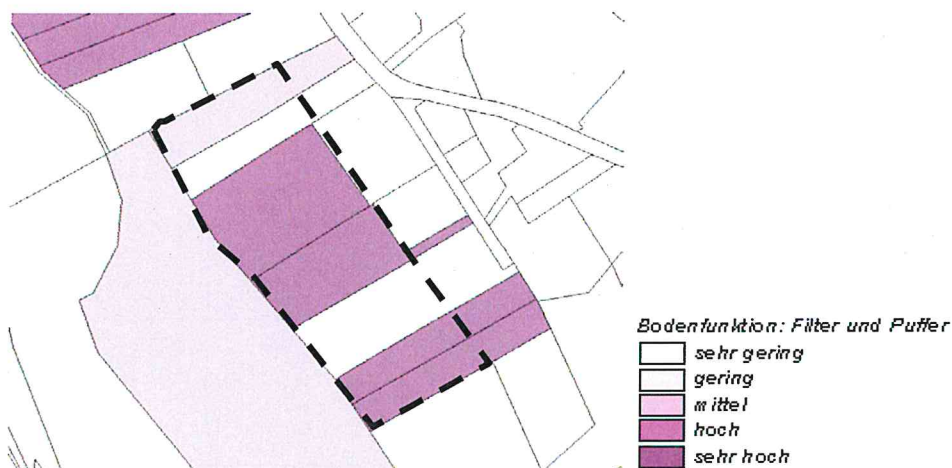 Bodenfunktion: Filter und Puffer
sehr gering
gering
mittel
hoch
sehr hoch